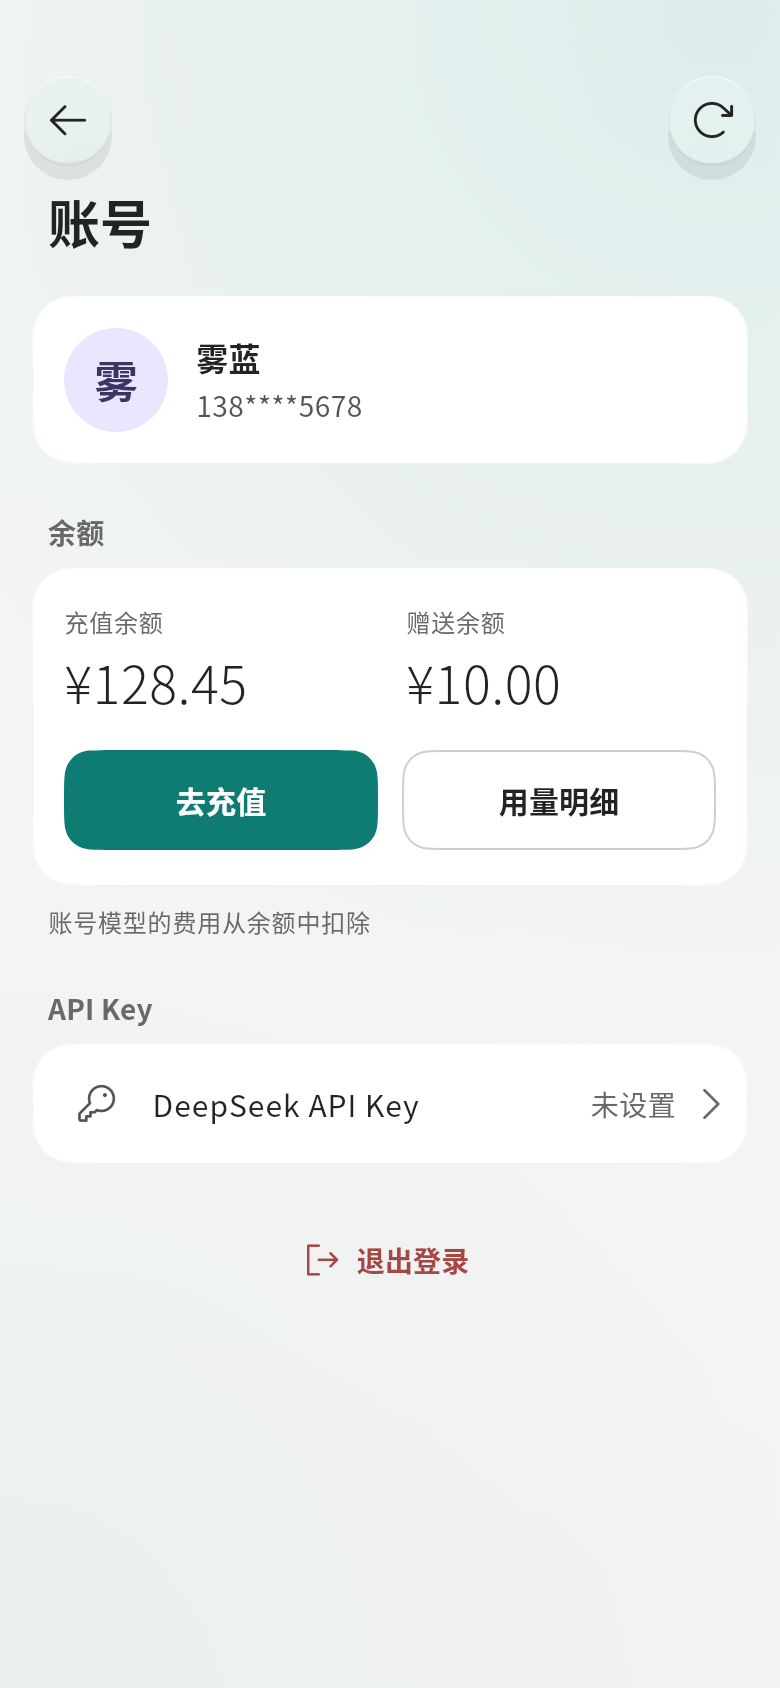 账号
雾
雾蓝
138****5678
余额
充值余额
赠送余额
¥128.45
¥10.00
去充值
用量明细
账号模型的费用从余额中扣除
API Key
DeepSeek API Key
未设置
退出登录